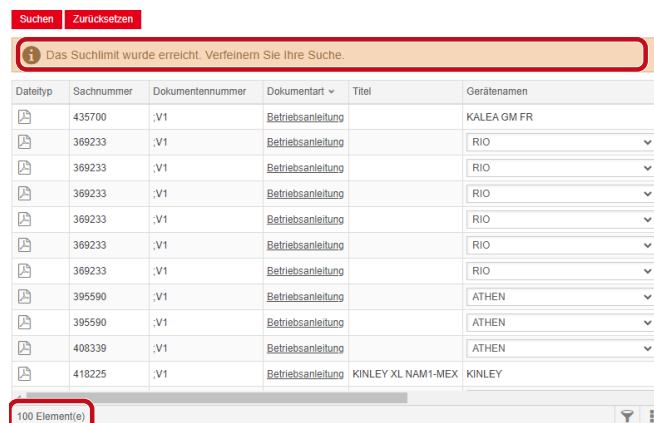 Suchen Zurücksetzen
Das Suchlimit wurde erreicht. Verfeinern Sie Ihre Suche.
Dateityp Sachnummer Dokumentennummer Dokumentart Titel Gerätenamen
435700 ;V1 Betriebsanleitung KALEA GM FR
369233 ;V1 Betriebsanleitung RIO
369233 ;V1 Betriebsanleitung RIO
369233 ;V1 Betriebsanleitung RIO
369233 ;V1 Betriebsanleitung RIO
369233 ;V1 Betriebsanleitung RIO
369233 ;V1 Betriebsanleitung RIO
395590 ;V1 Betriebsanleitung ATHEN
395590 ;V1 Betriebsanleitung ATHEN
408339 ;V1 Betriebsanleitung ATHEN
418225 ;V1 Betriebsanleitung KINLEY XL NAM1-MEX KINLEY
100 Element(e)